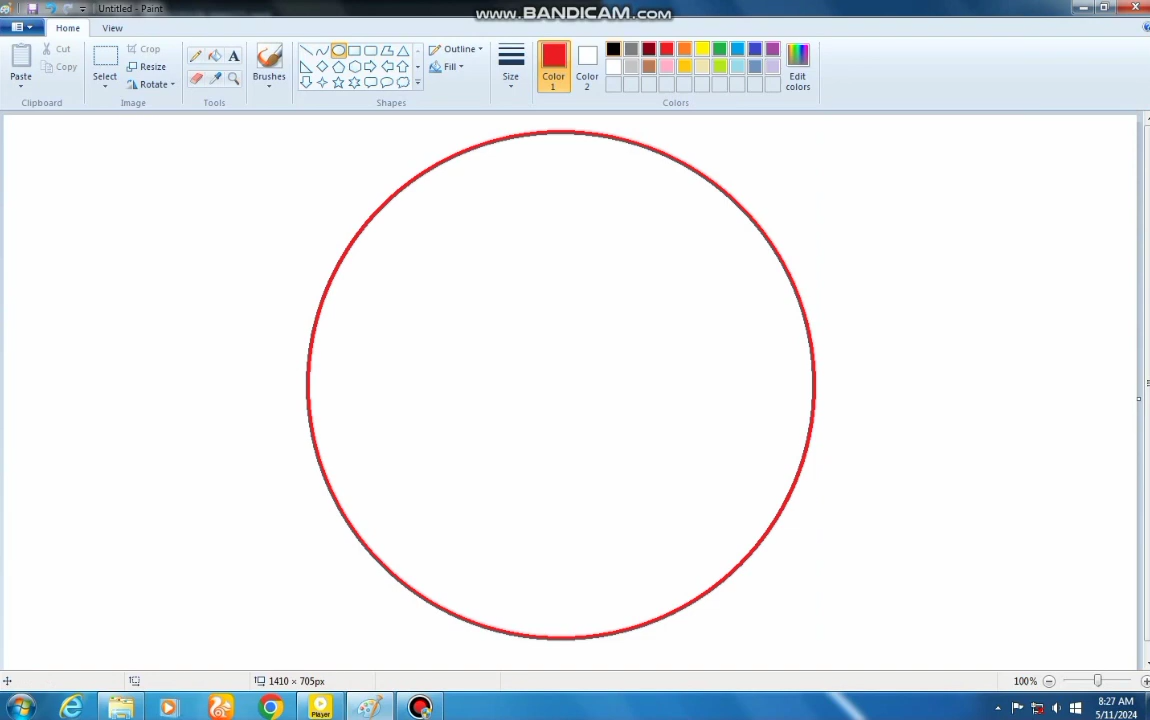 Untitled - Paint
www.BANDICAM.com
Home
View
Paste
Cut
Copy
Clipboard
Select
Crop
Resize
Rotate
Image
Tools
Brushes
Outline
Fill
Shapes
Size
Color
1
Color
2
Edit
colors
Colors
1410 × 705px
100%
Player
8:27 AM
5/11/2024